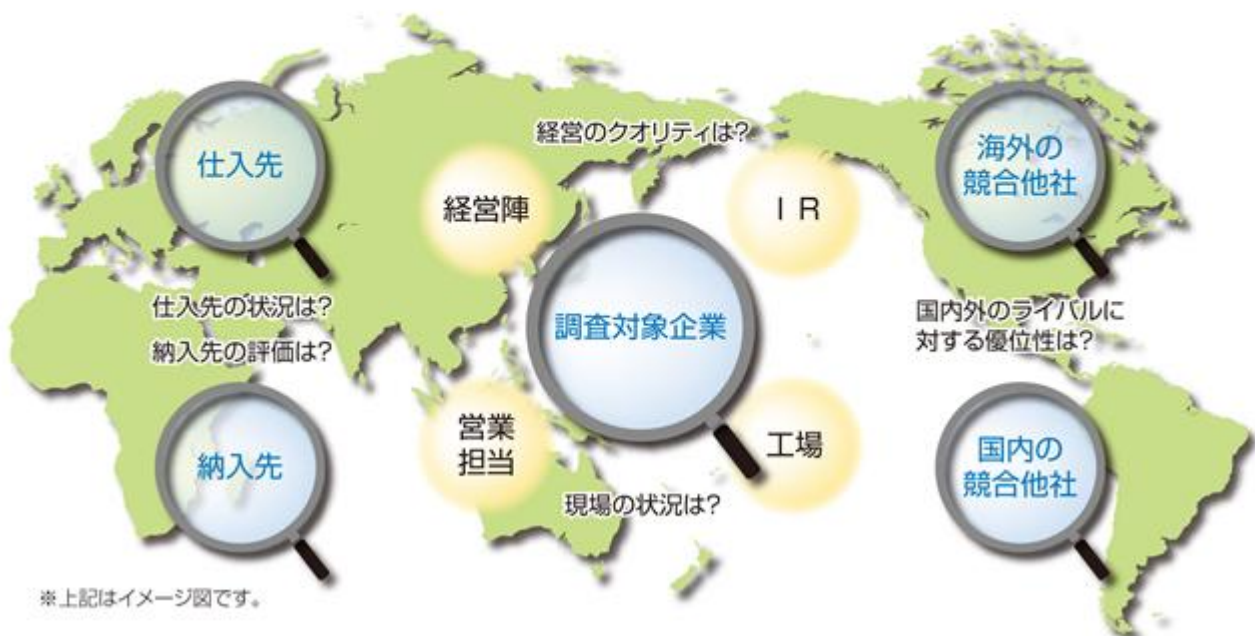 経営のクオリティは?
仕入先
経営陣
I R
海外の
競合他社
仕入先の状況は?
納入先の評価は?
調査対象企業
国内外のライバルに
対する優位性は?
納入先
営業
担当
工場
国内の
競合他社
現場の状況は?
※上記はイメージ図です。